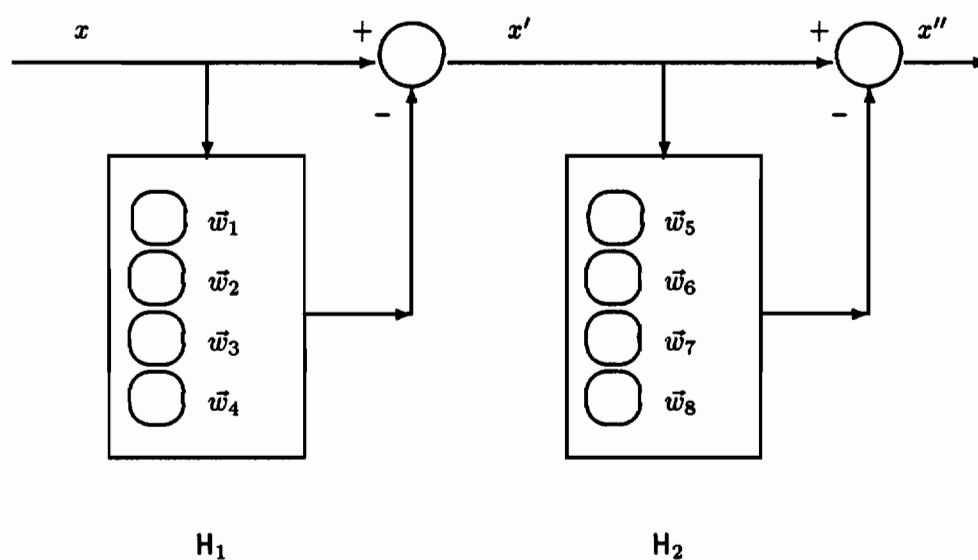 x + x′ + x″
− −
w⃗₁ w⃗₅
w⃗₂ w⃗₆
w⃗₃ w⃗₇
w⃗₄ w⃗₈
H₁ H₂